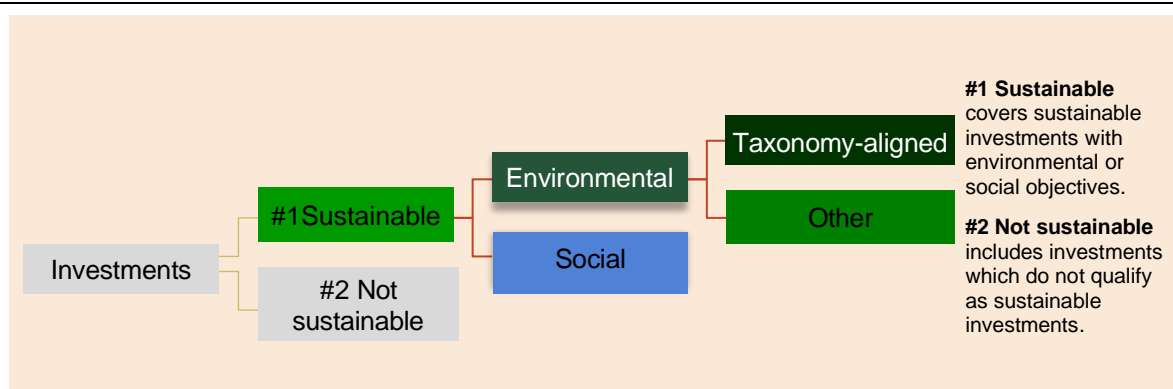 Investments
#1Sustainable
#2 Not
sustainable
Environmental
Social
Taxonomy-aligned
Other
#1 Sustainable
covers sustainable
investments with
environmental or
social objectives.
#2 Not sustainable
includes investments
which do not qualify
as sustainable
investments.